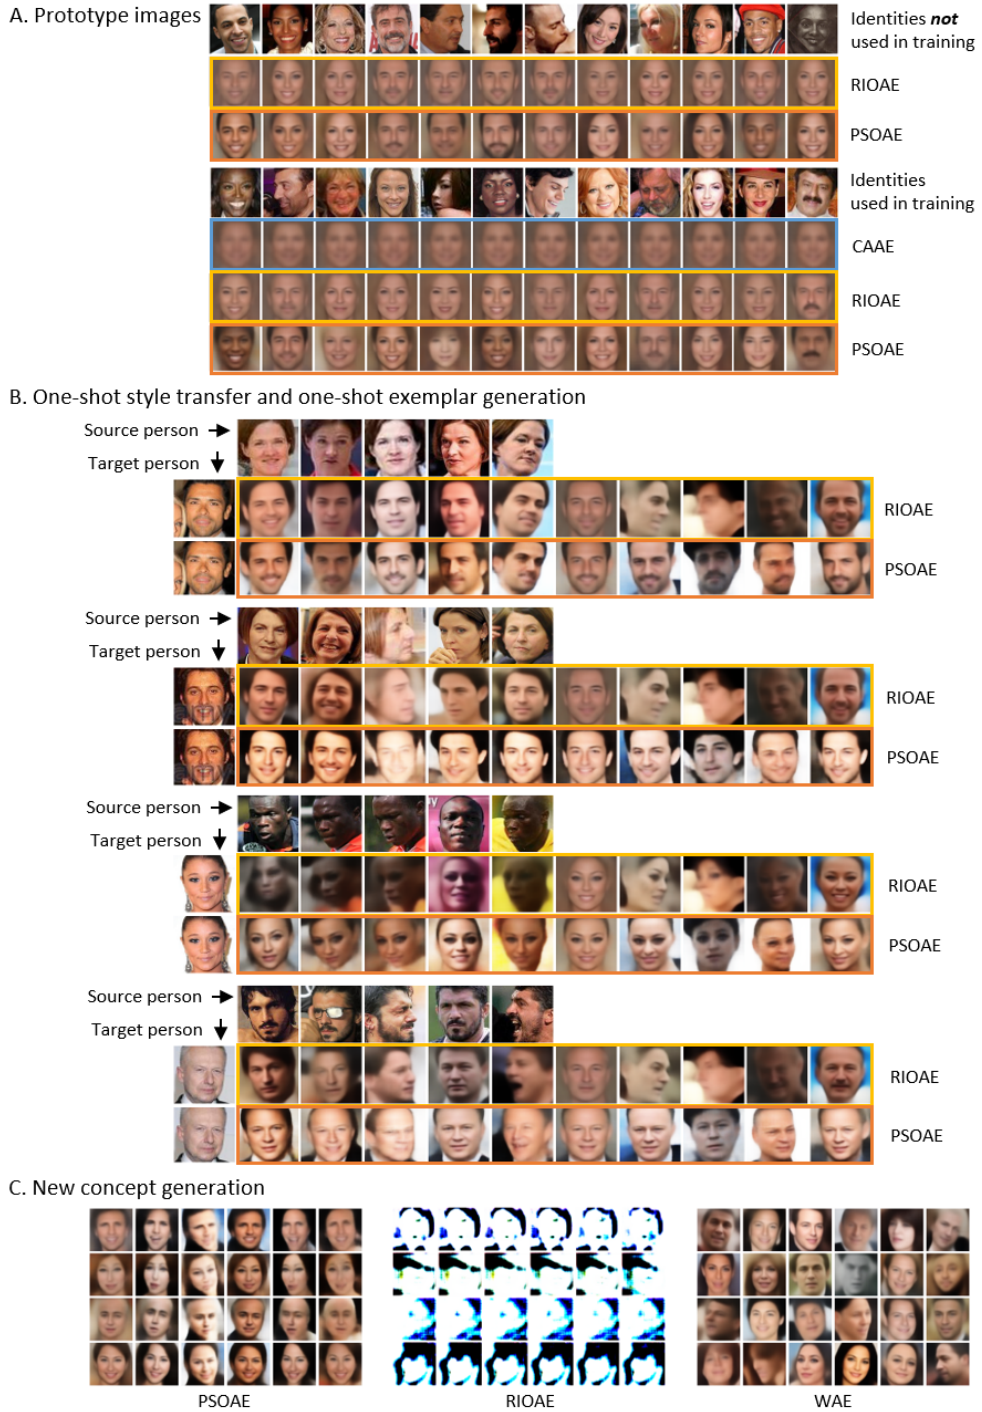 A. Prototype images
Identities not
used in training
RIOAE
PSOAE
Identities
used in training
CAAE
RIOAE
PSOAE
B. One-shot style transfer and one-shot exemplar generation
Source person
Target person
RIOAE
PSOAE
Source person
Target person
RIOAE
PSOAE
Source person
Target person
RIOAE
PSOAE
Source person
Target person
RIOAE
PSOAE
C. New concept generation
PSOAE
RIOAE
WAE